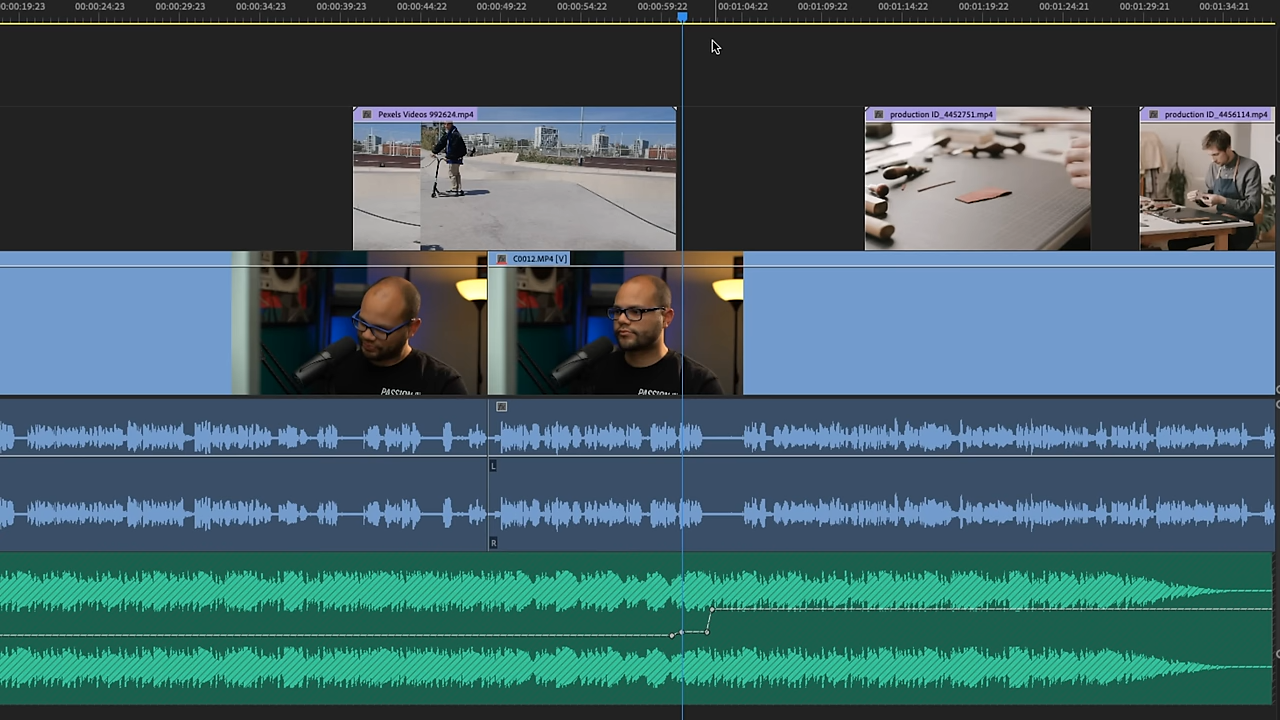 00:00:19:23 00:00:24:23 00:00:29:23 00:00:34:23 00:00:39:23 00:00:44:22 00:00:49:22 00:00:54:22 00:00:59:22 00:01:04:22 00:01:09:22 00:01:14:22 00:01:19:22 00:01:24:21 00:01:29:21 00:01:34:21
Pexels Videos 992624.mp4
production ID_4452751.mp4
production ID_4456114.mp4
C0012.MP4 [V]
PASSION
PASSION
L
R